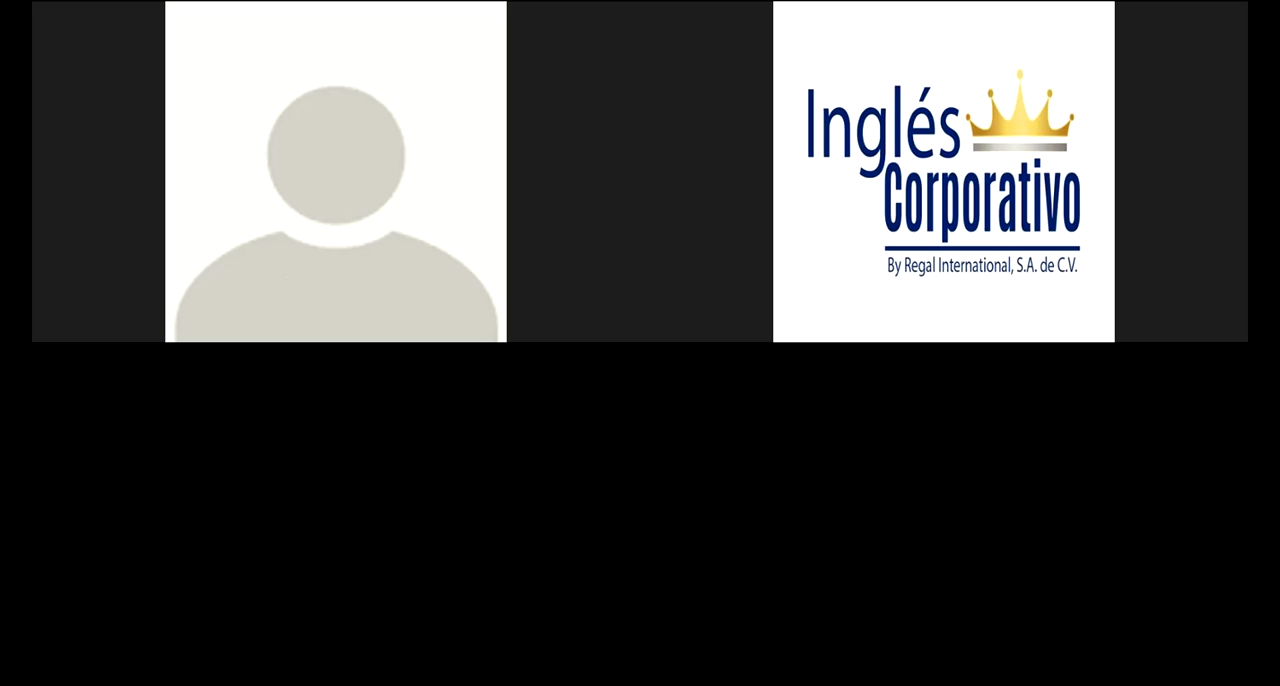 Inglés
Corporativo
By Regal International, S.A. de C.V.